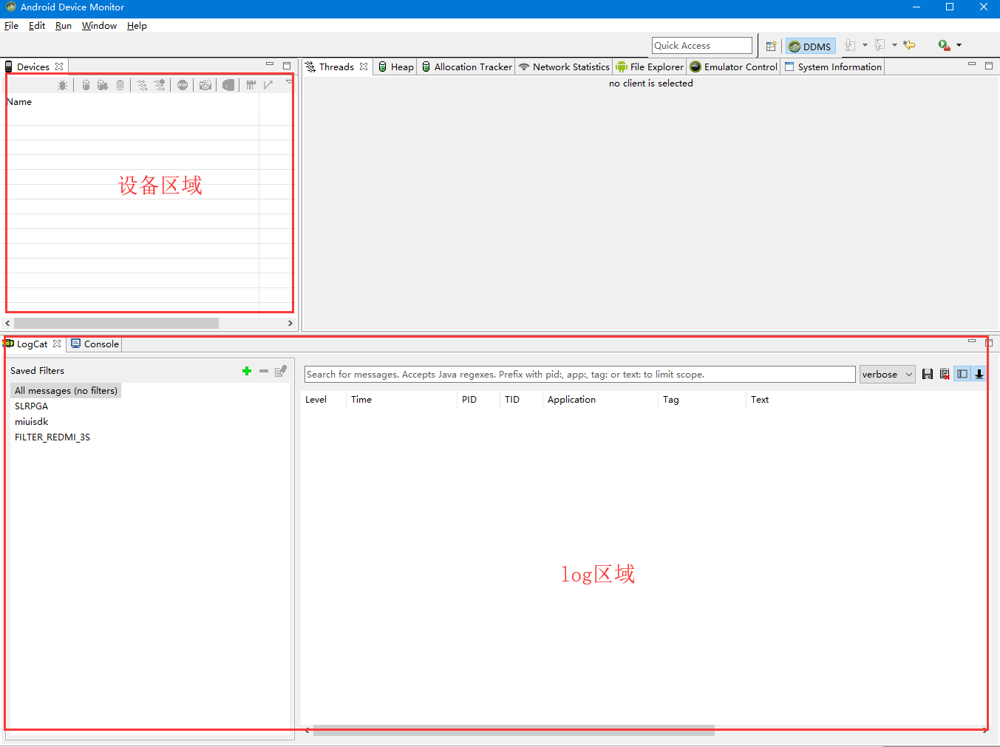 Android Device Monitor
File Edit Run Window Help
Quick Access
DDMS
Devices
Threads Heap Allocation Tracker Network Statistics File Explorer Emulator Control System Information
no client is selected
Name
设备区域
LogCat Console
Saved Filters
All messages (no filters)
SLRPGA
miuisdk
FILTER_REDMI_3S
Search for messages. Accepts Java regexes. Prefix with pid:, app:, tag: or text: to limit scope.
verbose
Level Time PID TID Application Tag Text
log区域